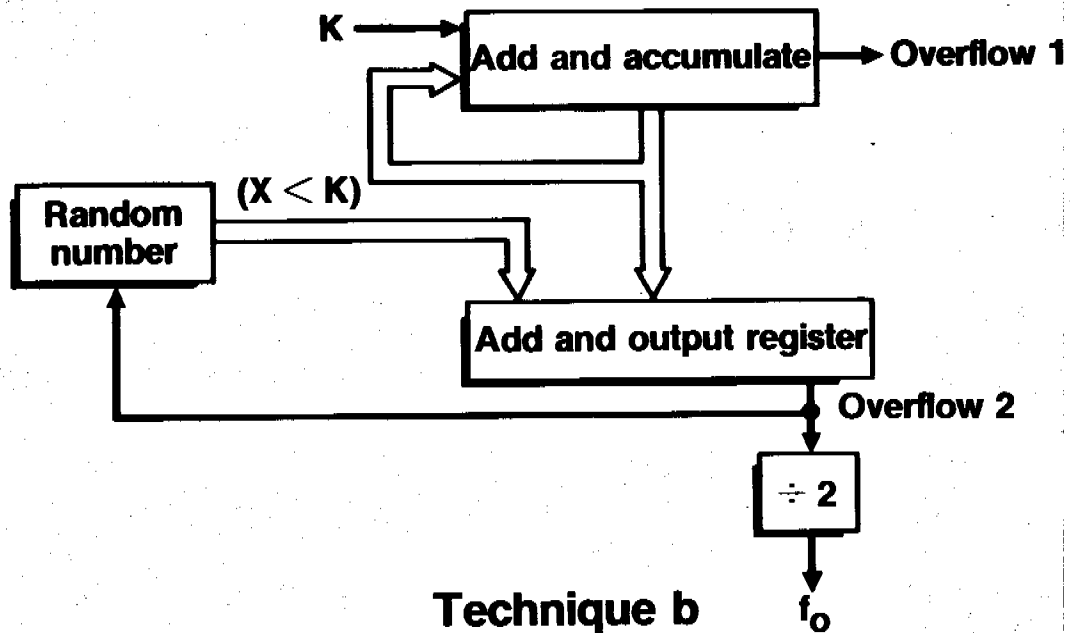 K
Add and accumulate
Overflow 1
(X < K)
Random
number
Add and output register
Overflow 2
÷ 2
Technique b
fo